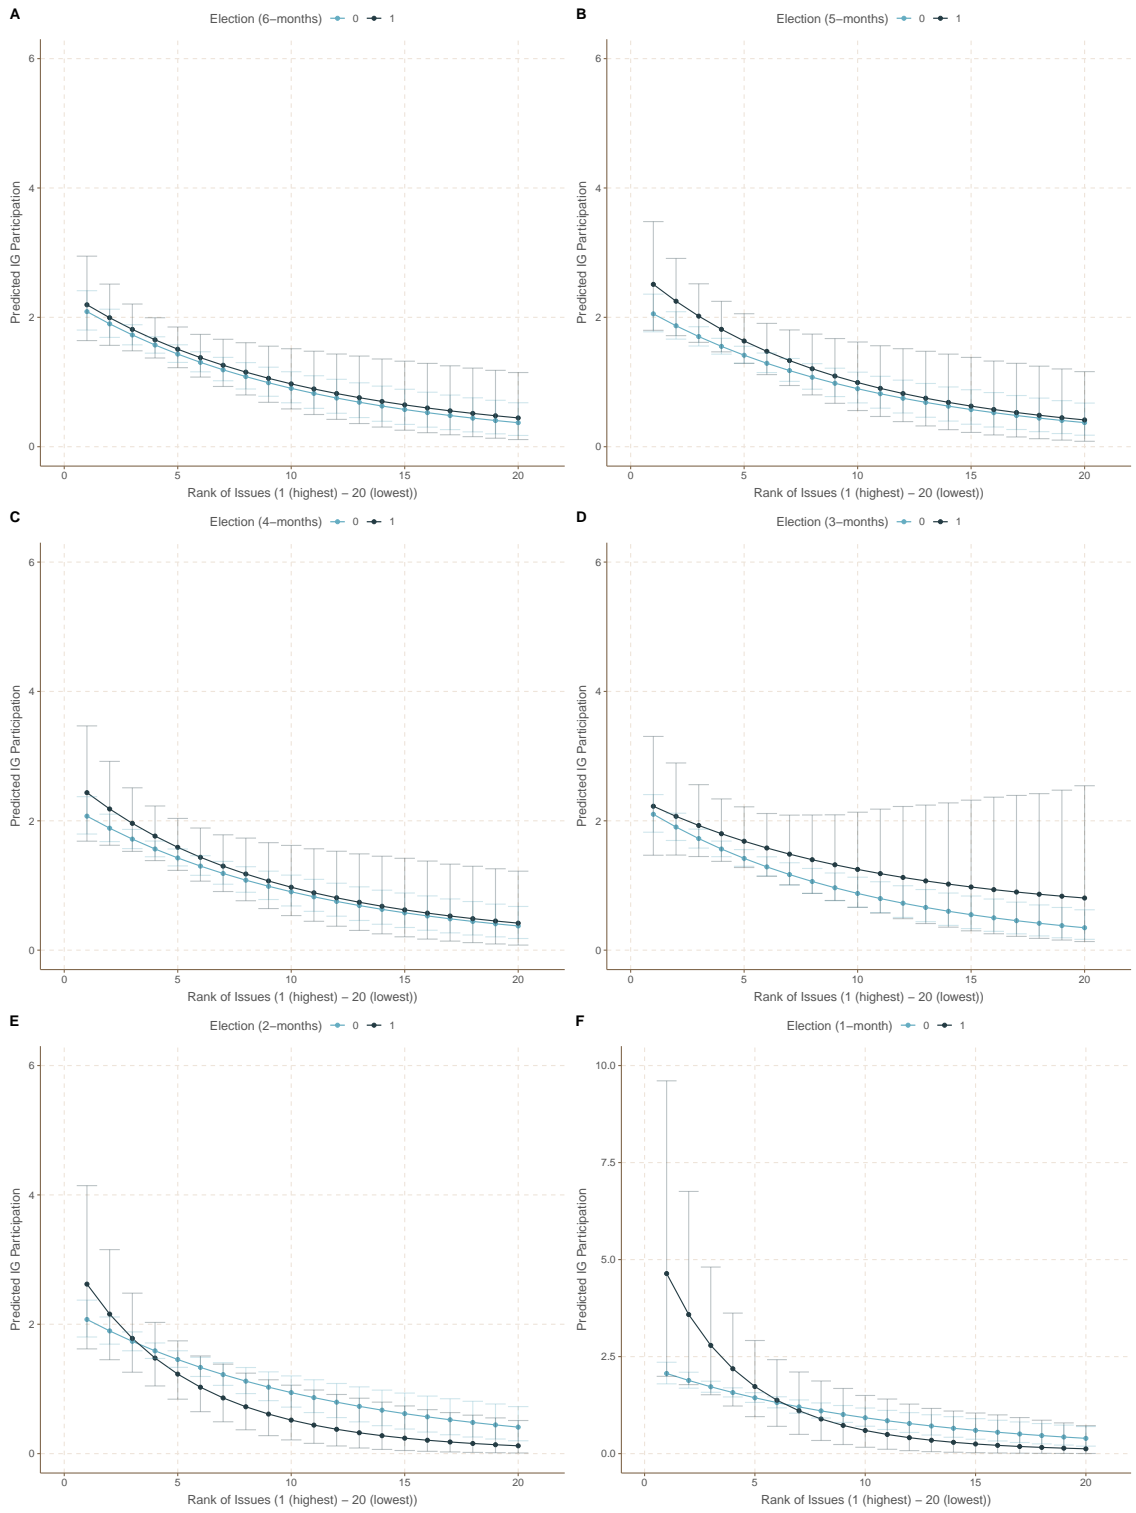 A
Election (6−months) 0 1
6
4
2
0
Predicted IG Participation
0 5 10 15 20
Rank of Issues (1 (highest) − 20 (lowest))
B
Election (5−months) 0 1
6
4
2
0
Predicted IG Participation
0 5 10 15 20
Rank of Issues (1 (highest) − 20 (lowest))
C
Election (4−months) 0 1
6
4
2
0
Predicted IG Participation
0 5 10 15 20
Rank of Issues (1 (highest) − 20 (lowest))
D
Election (3−months) 0 1
6
4
2
0
Predicted IG Participation
0 5 10 15 20
Rank of Issues (1 (highest) − 20 (lowest))
E
Election (2−months) 0 1
6
4
2
0
Predicted IG Participation
0 5 10 15 20
Rank of Issues (1 (highest) − 20 (lowest))
F
Election (1−month) 0 1
10.0
7.5
5.0
2.5
0.0
Predicted IG Participation
0 5 10 15 20
Rank of Issues (1 (highest) − 20 (lowest))